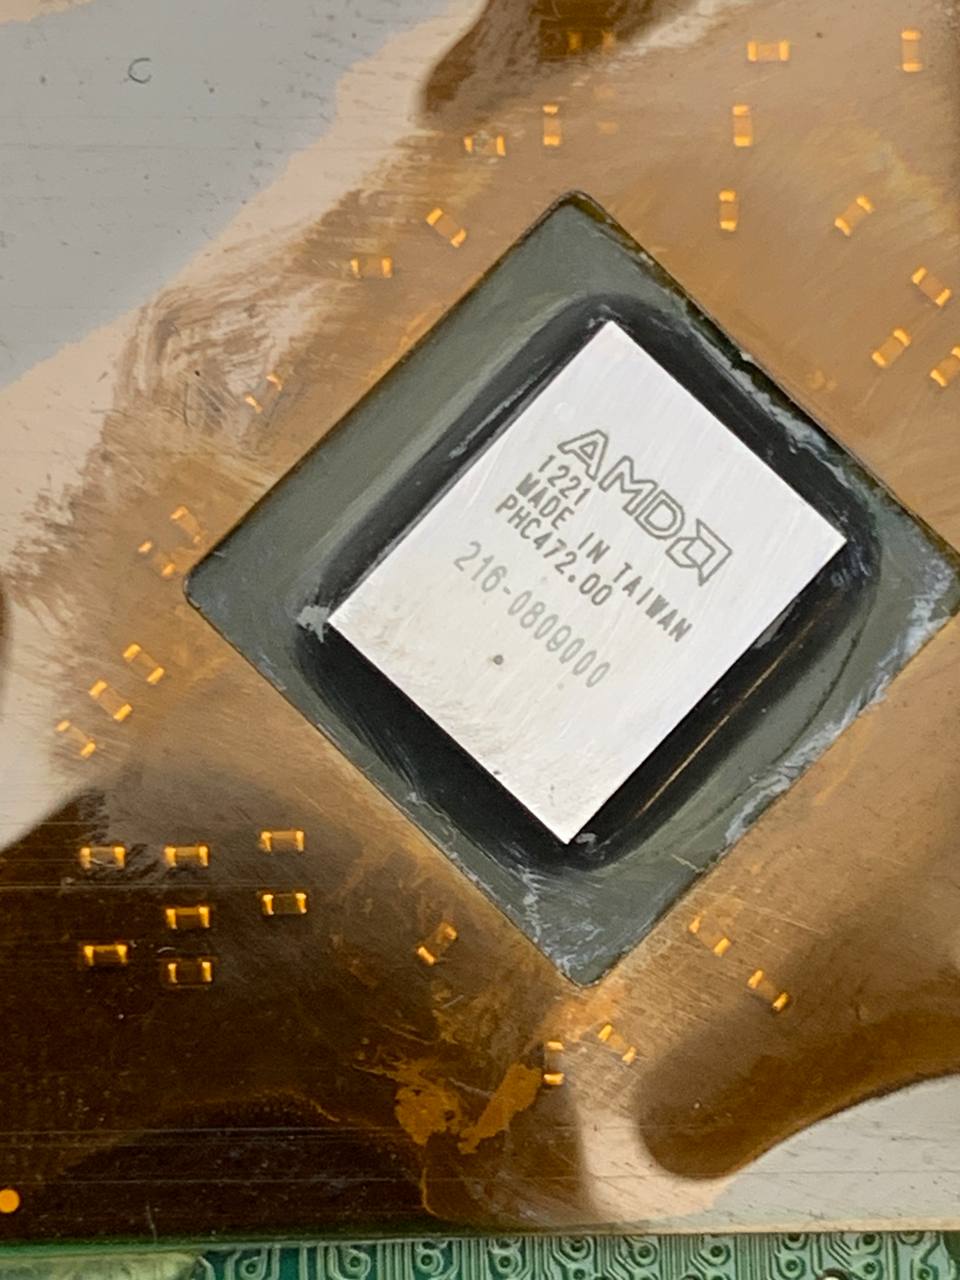 AMD
1221
MADE IN TAIWAN
PHC472.00
216-0809000